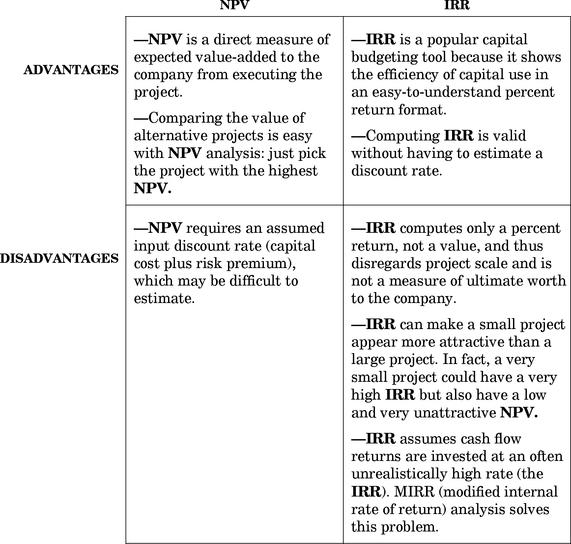 NPV
IRR
ADVANTAGES
—NPV is a direct measure of
expected value-added to the
company from executing the
project.
—Comparing the value of
alternative projects is easy
with NPV analysis: just pick
the project with the highest
NPV.
—IRR is a popular capital
budgeting tool because it shows
the efficiency of capital use in
an easy-to-understand percent
return format.
—Computing IRR is valid
without having to estimate a
discount rate.
DISADVANTAGES
—NPV requires an assumed
input discount rate (capital
cost plus risk premium),
which may be difficult to
estimate.
—IRR computes only a percent
return, not a value, and thus
disregards project scale and is
not a measure of ultimate worth
to the company.
—IRR can make a small project
appear more attractive than a
large project. In fact, a very
small project could have a very
high IRR but also have a low
and very unattractive NPV.
—IRR assumes cash flow
returns are invested at an often
unrealistically high rate (the
IRR). MIRR (modified internal
rate of return) analysis solves
this problem.